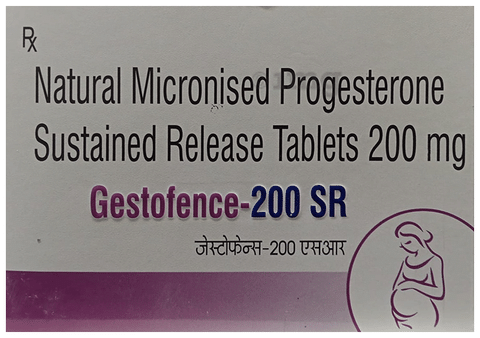 Rx
Natural Micronised Progesterone
Sustained Release Tablets 200 mg
Gestofence-200 SR
जेस्टोफेन्स-200 एसआर